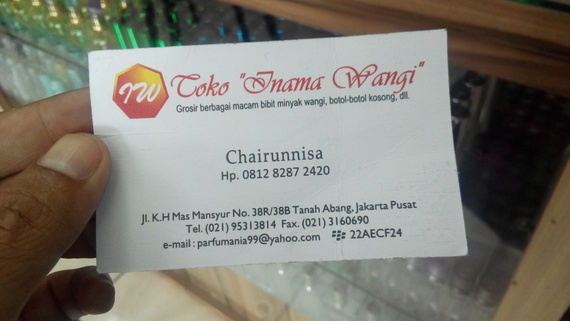 IW
Toko "Inama Wangi"
Grosir berbagai macam bibit minyak wangi, botol-botol kosong, dll.
Chairunnisa
Hp. 0812 8287 2420
Jl. K.H Mas Mansyur No. 38R/38B Tanah Abang, Jakarta Pusat
Tel. (021) 95313814 Fax. (021) 3160690
e-mail : parfumania99@yahoo.com 22AECF24